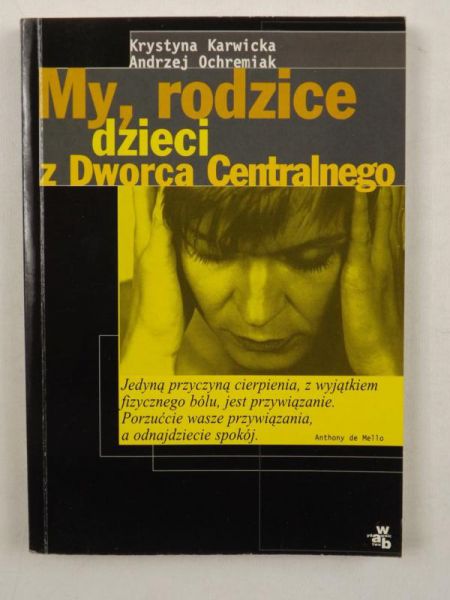 Krystyna Karwicka
Andrzej Ochremiak
My, rodzice
dzieci
z Dworca Centralnego
Jedyną przyczyną cierpienia, z wyjątkiem
fizycznego bólu, jest przywiązanie.
Porzućcie wasze przywiązania,
a odnajdziecie spokój.
Anthony de Mello
w
a
b